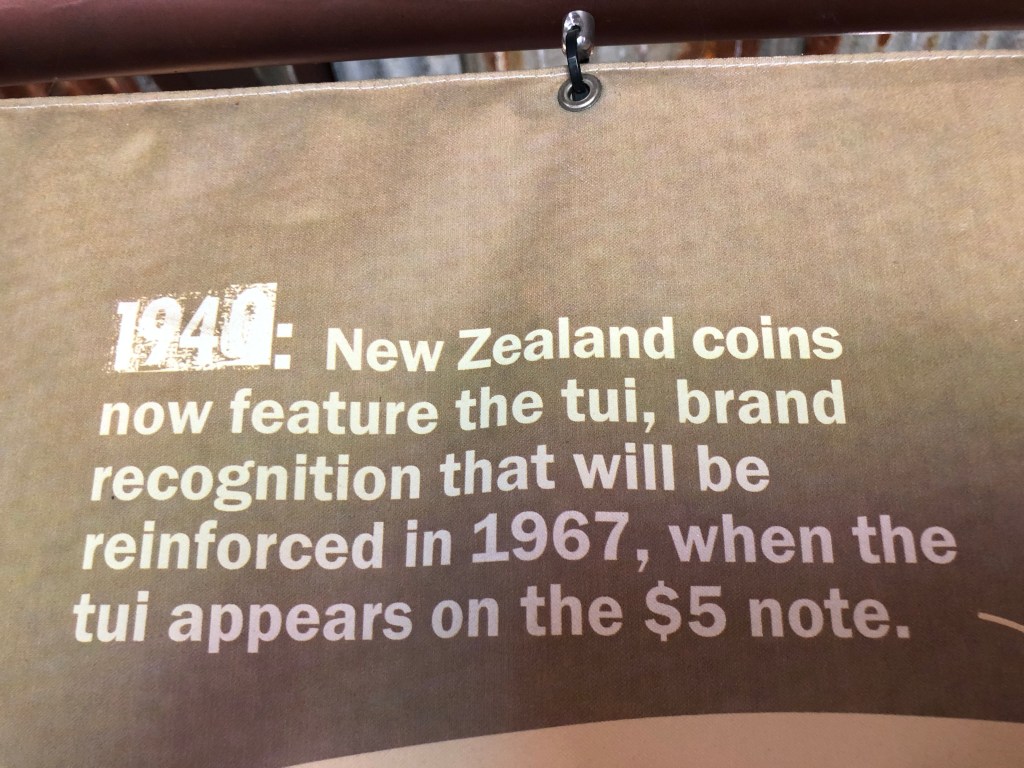 1940: New Zealand coins
now feature the tui, brand
recognition that will be
reinforced in 1967, when the
tui appears on the $5 note.